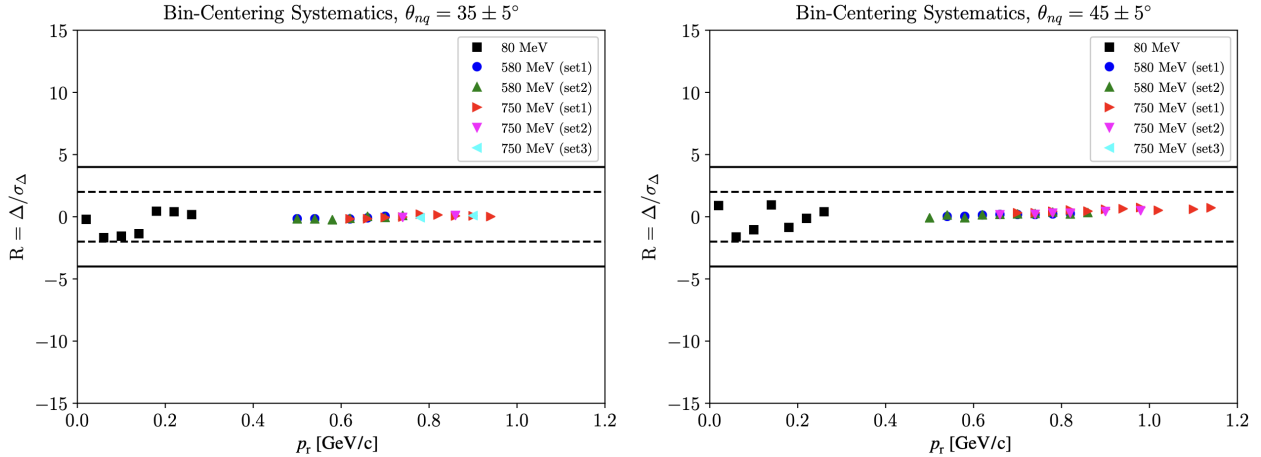 Bin-Centering Systematics, θnq = 35 ± 5°
15
10
5
0
−5
−10
−15
R = Δ/σΔ
80 MeV
580 MeV (set1)
580 MeV (set2)
750 MeV (set1)
750 MeV (set2)
750 MeV (set3)
0.0 0.2 0.4 0.6 0.8 1.0 1.2
pr [GeV/c]
Bin-Centering Systematics, θnq = 45 ± 5°
15
10
5
0
−5
−10
−15
R = Δ/σΔ
80 MeV
580 MeV (set1)
580 MeV (set2)
750 MeV (set1)
750 MeV (set2)
750 MeV (set3)
0.0 0.2 0.4 0.6 0.8 1.0 1.2
pr [GeV/c]